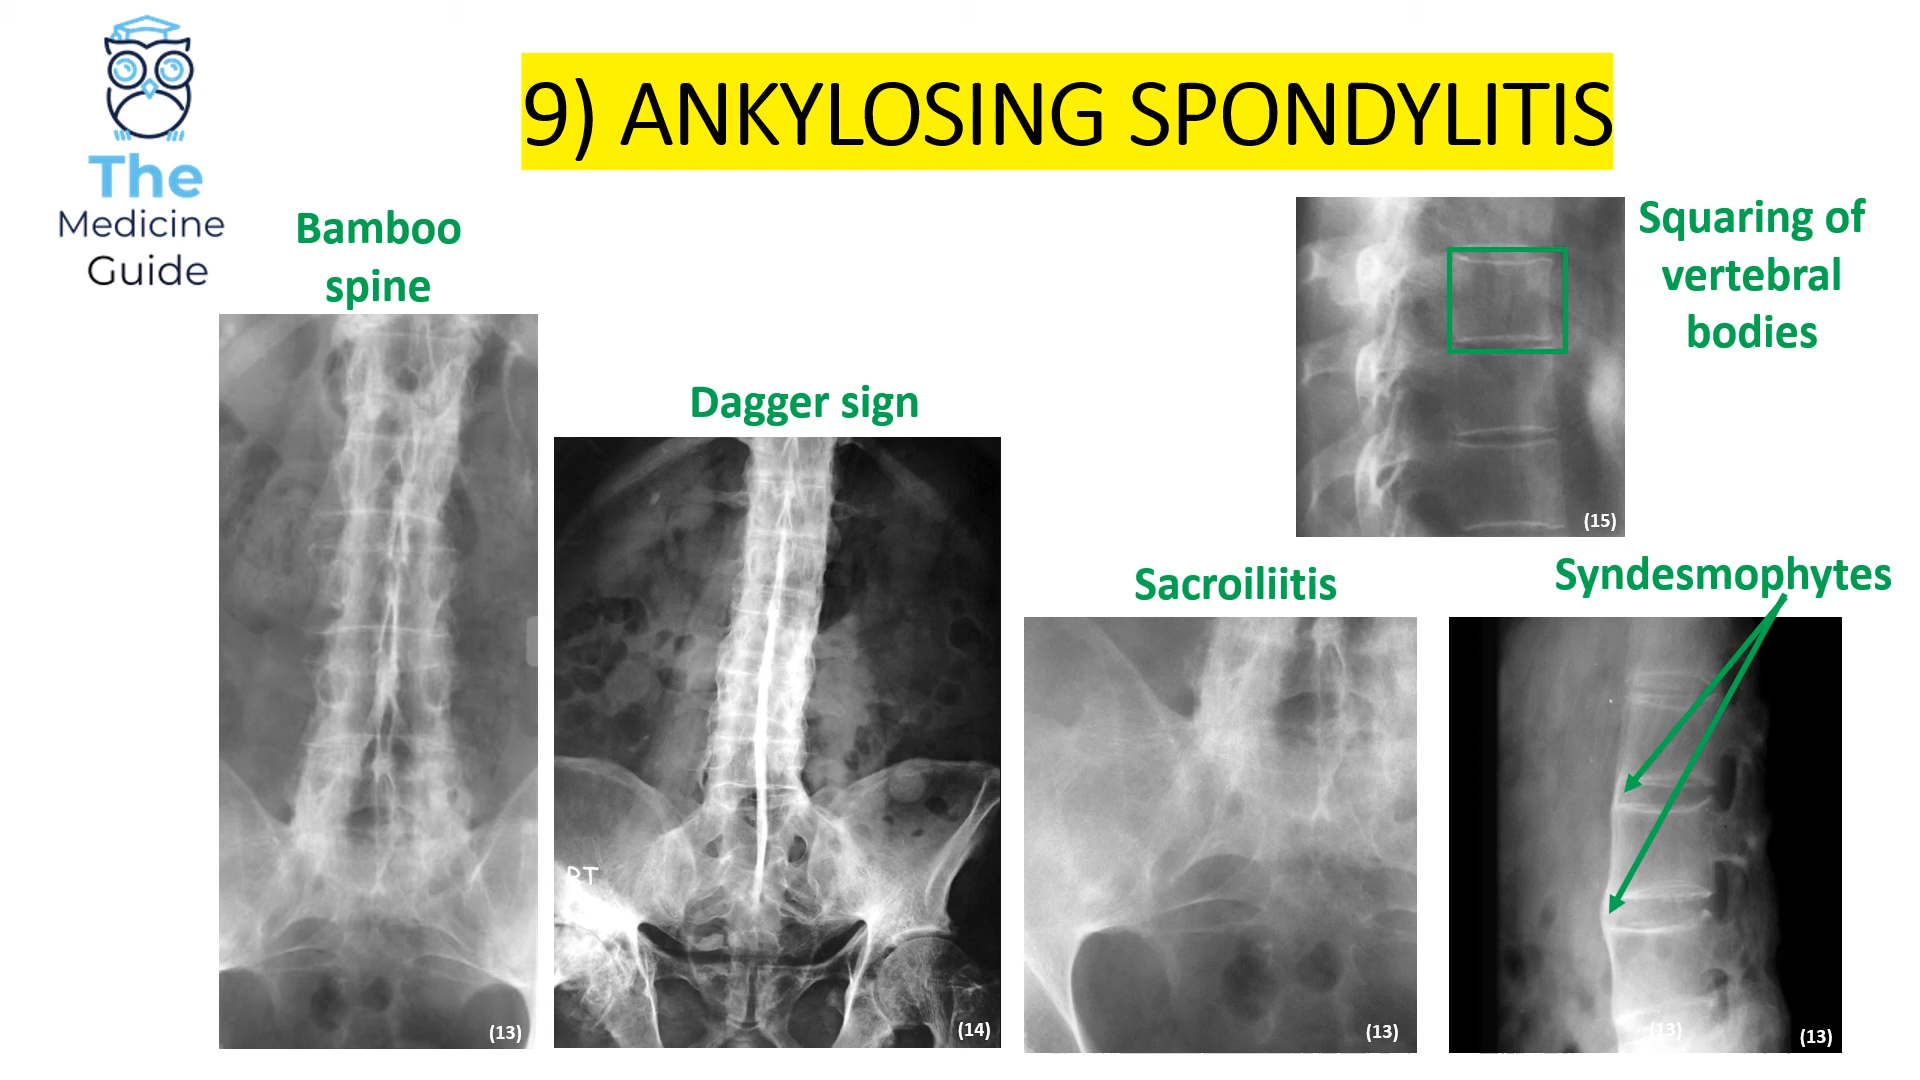 The
Medicine
Guide
9) ANKYLOSING SPONDYLITIS
Bamboo
spine
(13)
Dagger sign
RT
(14)
Squaring of
vertebral
bodies
(15)
Sacroiliitis
(13)
Syndesmophytes
(13)
(13)